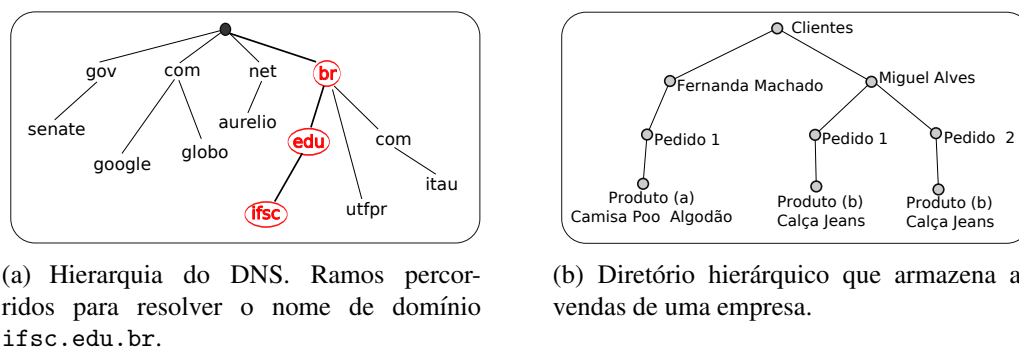 gov
com
net
br
senate
google
globo
aurelio
edu
com
ifsc
utfpr
itau
(a) Hierarquia do DNS. Ramos percor-
ridos para resolver o nome de domínio
ifsc.edu.br.
Clientes
Fernanda Machado
Miguel Alves
Pedido 1
Pedido 1
Pedido 2
Produto (a)
Camisa Poo Algodão
Produto (b)
Calça Jeans
Produto (b)
Calça Jeans
(b) Diretório hierárquico que armazena a
vendas de uma empresa.